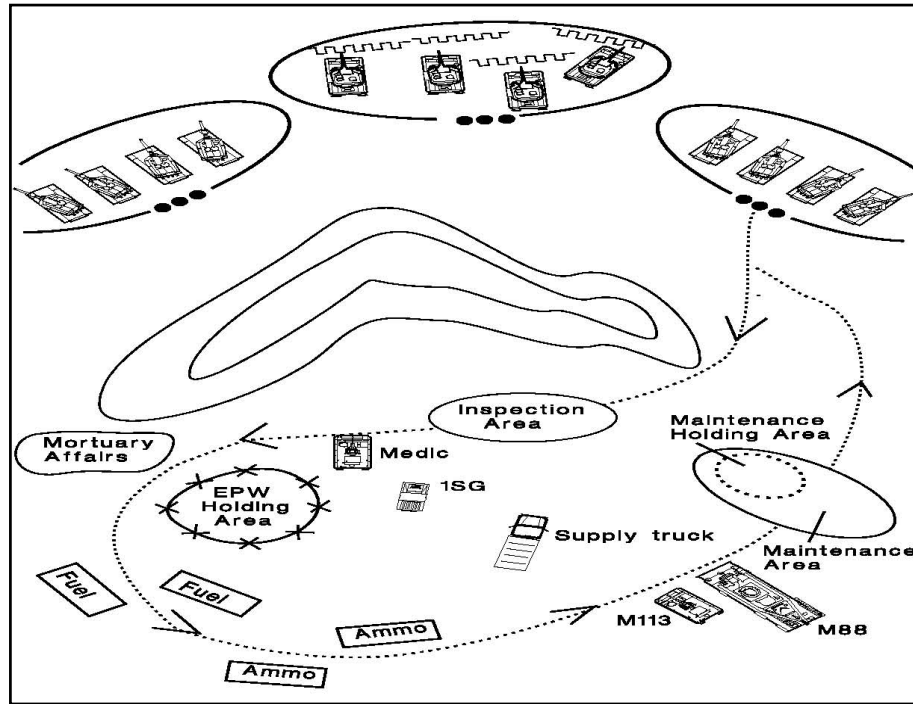 Inspection
Area
Maintenance
Holding Area
Mortuary
Affairs
Medic
EPW
Holding
Area
1SG
Supply truck
Maintenance
Area
Fuel
Fuel
M113
M88
Ammo
Ammo